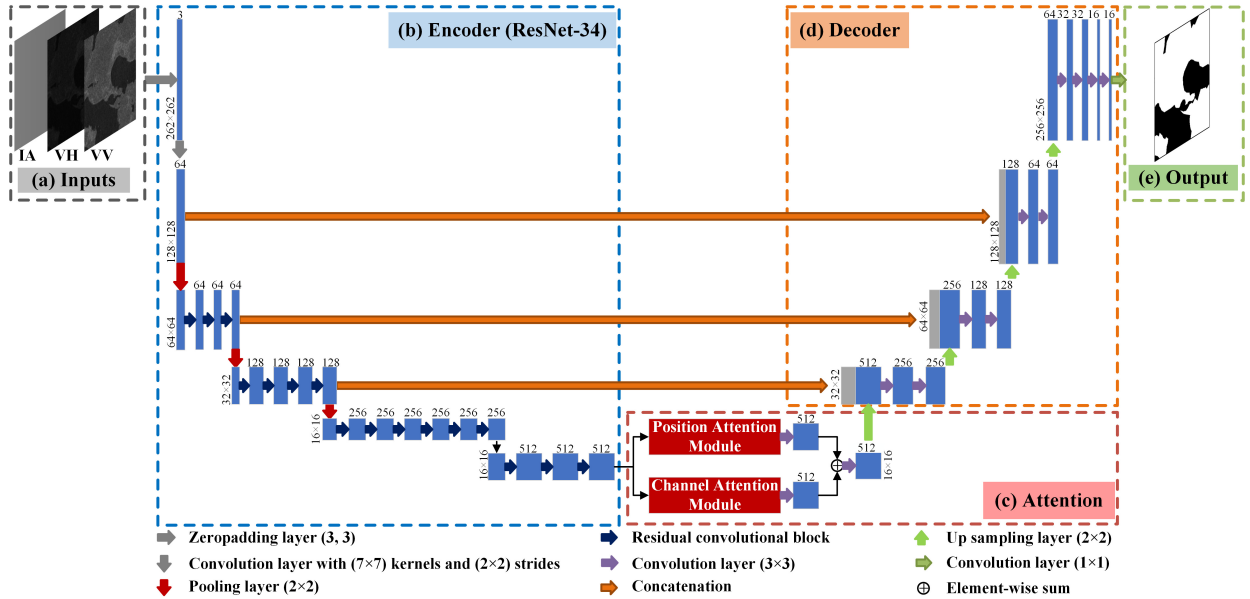 IA VH VV
(a) Inputs
(b) Encoder (ResNet-34)
3
262×262
64
128×128
64×64
64 64 64
32×32
128 128 128 128
16×16
256 256 256 256 256 256
16×16
512 512 512
(c) Attention
Position Attention
Module
512
Channel Attention
Module
512
512
16×16
(d) Decoder
32×32
512 256 256
64×64
256 128 128
128×128
128 64 64
256×256
64 32 32 16 16
(e) Output
Zeropadding layer (3, 3)
Convolution layer with (7×7) kernels and (2×2) strides
Pooling layer (2×2)
Residual convolutional block
Convolution layer (3×3)
Concatenation
Up sampling layer (2×2)
Convolution layer (1×1)
Element-wise sum